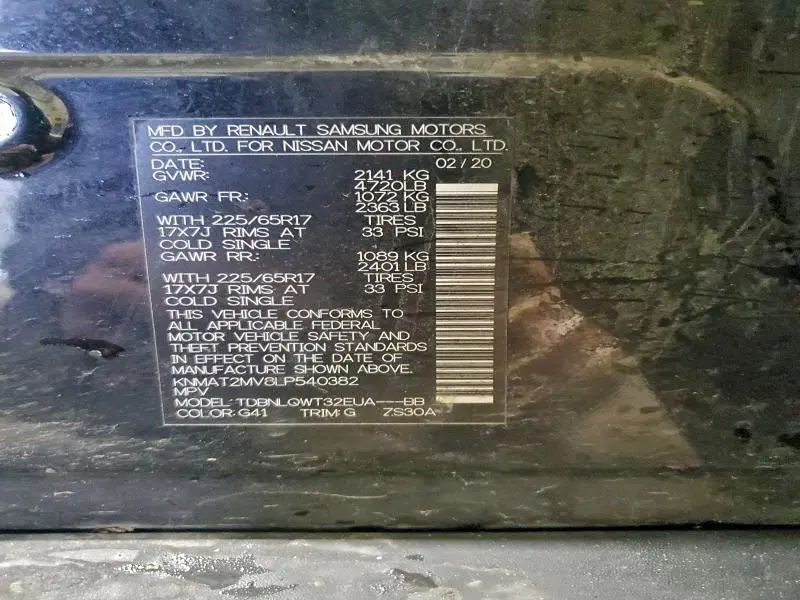 MFD BY RENAULT SAMSUNG MOTORS
CO., LTD. FOR NISSAN MOTOR CO., LTD.
DATE: 02/20
GVWR: 2141 KG
4720LB
GAWR FR: 1072 KG
2363 LB
WITH 225/65R17 TIRES
17X7J RIMS AT 33 PSI
COLD SINGLE
GAWR RR: 1089 KG
2401 LB
WITH 225/65R17 TIRES
17X7J RIMS AT 33 PSI
COLD SINGLE
THIS VEHICLE CONFORMS TO
ALL APPLICABLE FEDERAL
MOTOR VEHICLE SAFETY AND
THEFT PREVENTION STANDARDS
IN EFFECT ON THE DATE OF
MANUFACTURE SHOWN ABOVE.
KNMAT2MV8LP540382
MPV
MODEL: TDBNLQWT32EUA---BB
COLOR: G41 TRIM: G ZS30A